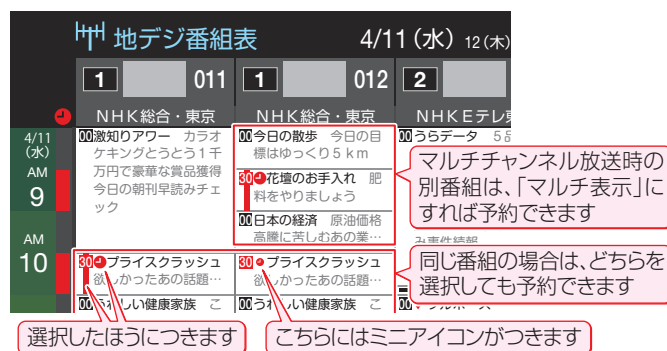 地デジ番組表 4/11(水) 12(木)
1 011 1 012 2
NHK総合・東京 NHK総合・東京 NHKEテレ東
4/11
(水)
AM
9
AM
10
00激知りアワー カラオ
ケキングとうとう1千
万円で豪華な賞品獲得
今日の朝刊早読みチェ
ック
30プライスクラッシュ
欲しかったあの話題…
00うれしい健康家族 こ
00今日の散歩 今日の目
標はゆっくり5km
30花壇のお手入れ 肥
料をやりましょう
00日本の経済 原油価格
高騰に苦しむあの業…
30プライスクラッシュ
欲しかったあの話題…
00うれしい健康家族 こ
00うらデータ 5
み事件情報
00
マルチチャンネル放送時の
別番組は、「マルチ表示」に
すれば予約できます
同じ番組の場合は、どちらを
選択しても予約できます
選択したほうにつきます
こちらにはミニアイコンがつきます